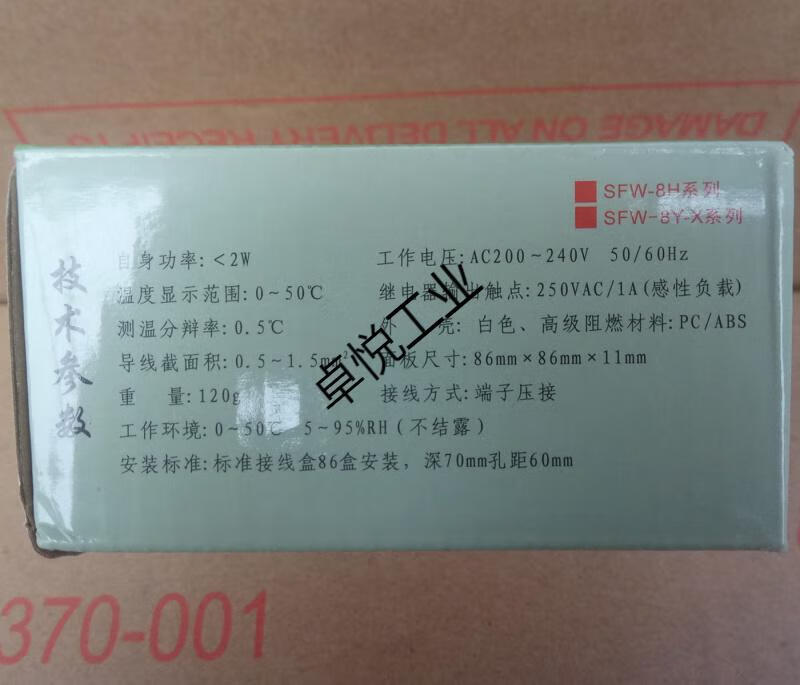 DAMAGE ON ALL DELIVERY RECEIPTS
SFW-8H系列
SFW-8Y-X系列
技术参数
自身功率:<2W 工作电压:AC200~240V 50/60Hz
温度显示范围:0~50℃ 继电器输出触点:250VAC/1A(感性负载)
测温分辩率:0.5℃ 外 壳: 白色、高级阻燃材料:PC/ABS
导线截面积:0.5~1.5mm² 面板尺寸:86mm×86mm×11mm
重 量:120g 接线方式:端子压接
工作环境:0~50℃ 5~95%RH(不结露)
安装标准:标准接线盒86盒安装, 深70mm孔距60mm
卓悦工业
370-001